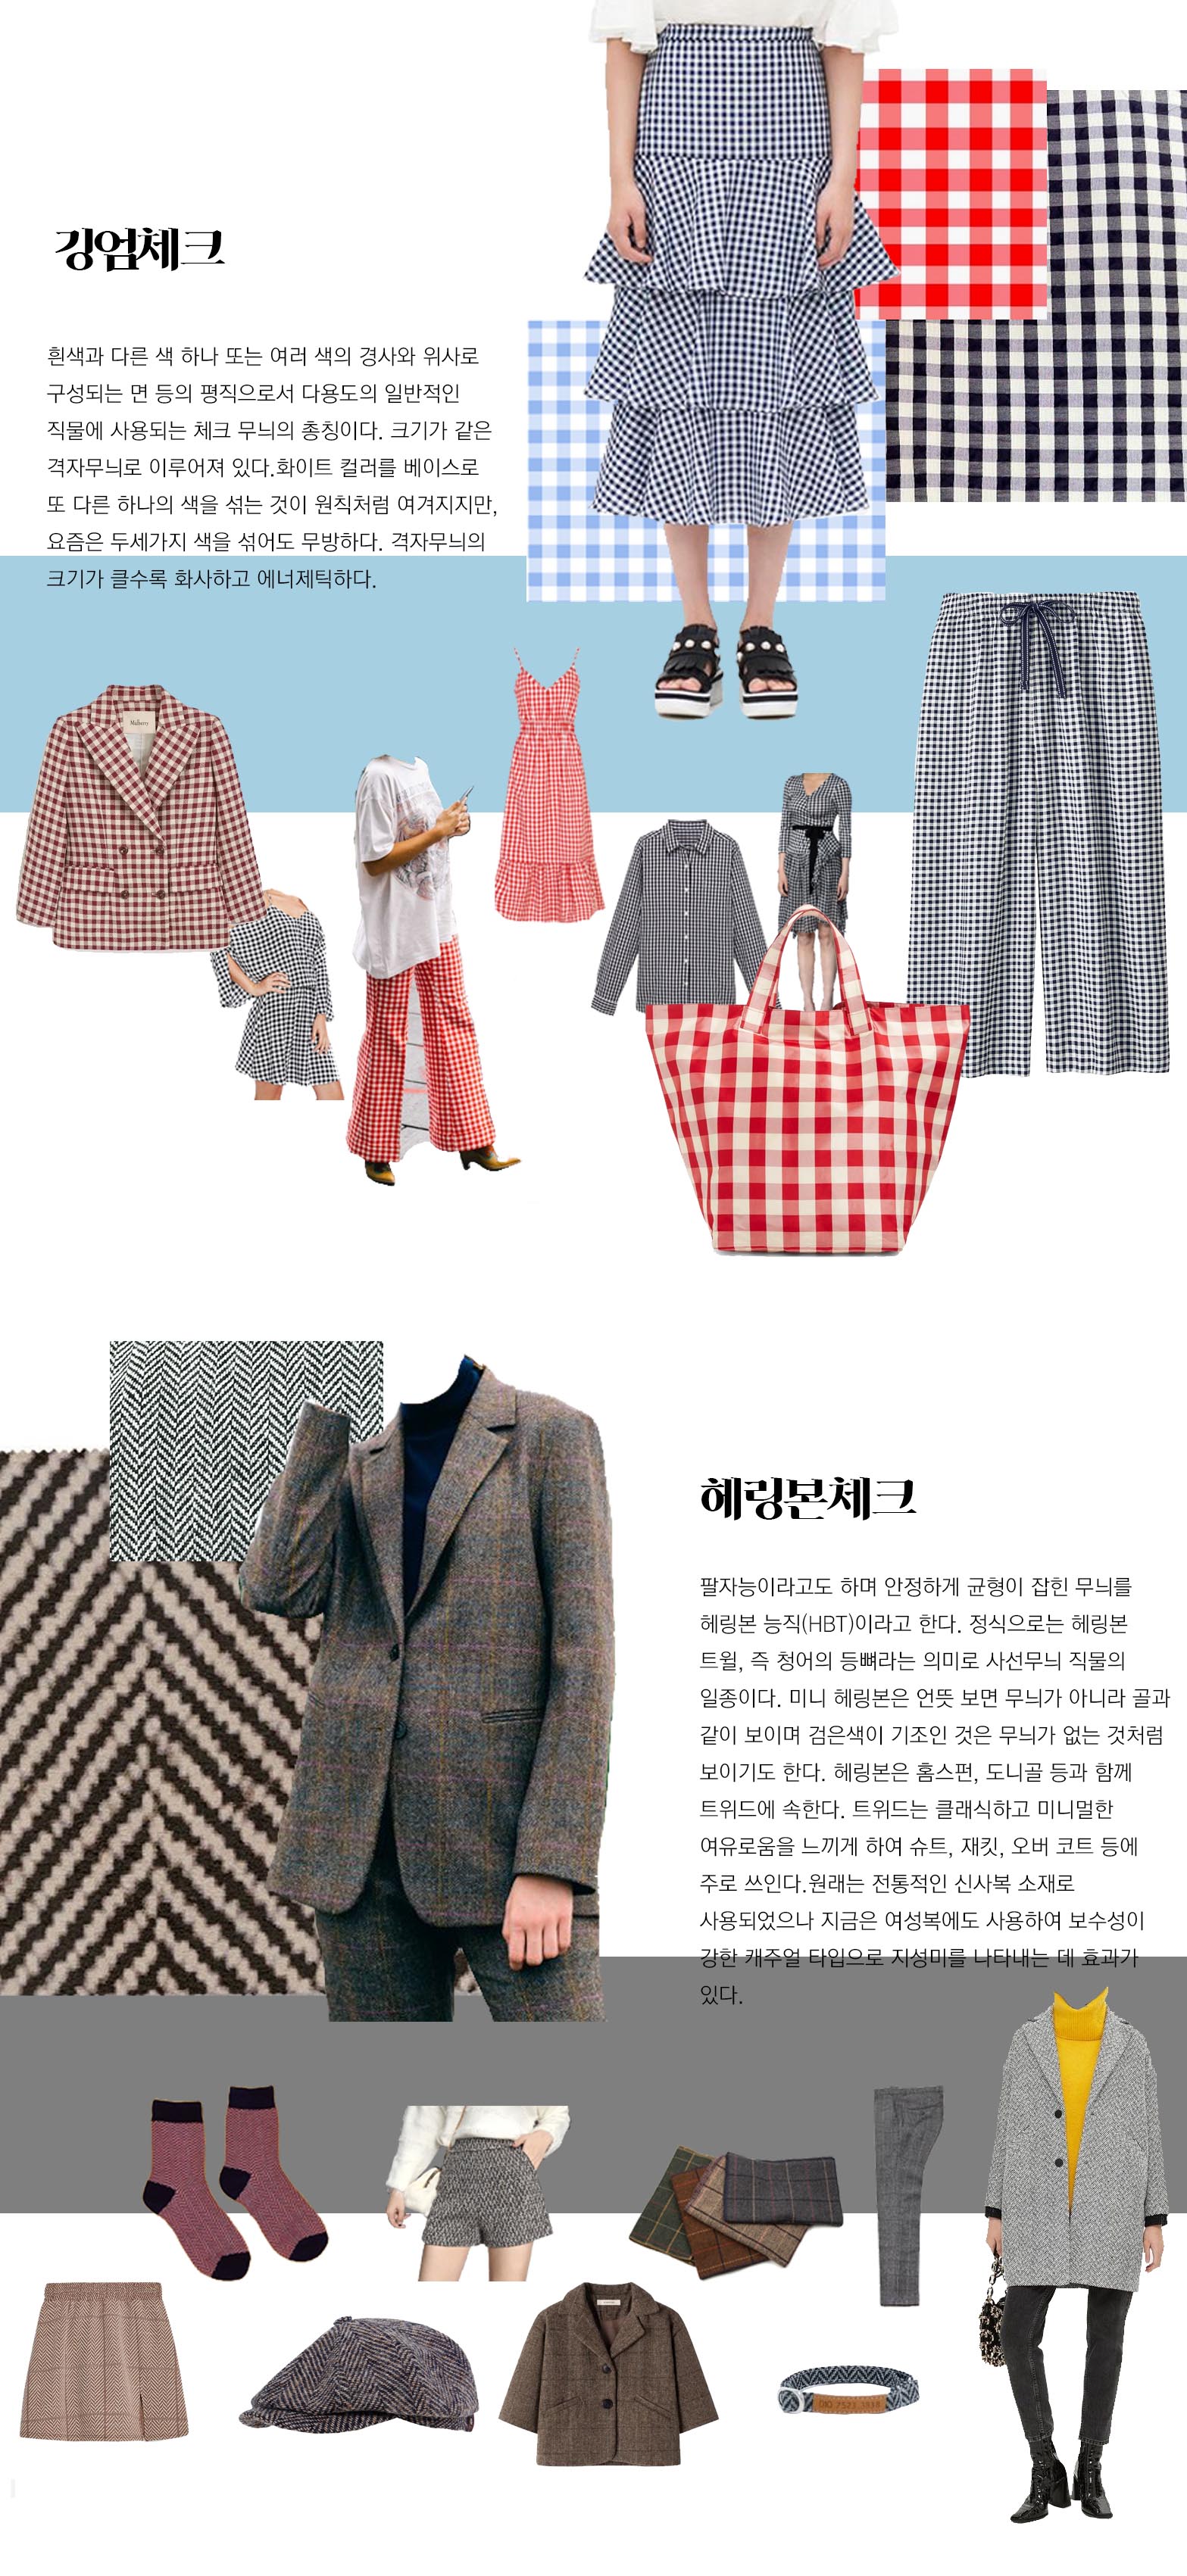 깅엄체크
흰색과 다른 색 하나 또는 여러 색의 경사와 위사로
구성되는 면 등의 평직으로서 다용도의 일반적인
직물에 사용되는 체크 무늬의 총칭이다. 크기가 같은
격자무늬로 이루어져 있다.화이트 컬러를 베이스로
또 다른 하나의 색을 섞는 것이 원칙처럼 여겨지지만,
요즘은 두세가지 색을 섞어도 무방하다. 격자무늬의
크기가 클수록 화사하고 에너제틱하다.
Mulberry
헤링본체크
팔자능이라고도 하며 안정하게 균형이 잡힌 무늬를
헤링본 능직(HBT)이라고 한다. 정식으로는 헤링본
트윌, 즉 청어의 등뼈라는 의미로 사선무늬 직물의
일종이다. 미니 헤링본은 언뜻 보면 무늬가 아니라 골과
같이 보이며 검은색이 기조인 것은 무늬가 없는 것처럼
보이기도 한다. 헤링본은 홈스펀, 도니골 등과 함께
트위드에 속한다. 트위드는 클래식하고 미니멀한
여유로움을 느끼게 하여 슈트, 재킷, 오버 코트 등에
주로 쓰인다.원래는 전통적인 신사복 소재로
사용되었으나 지금은 여성복에도 사용하여 보수성이
강한 캐주얼 타입으로 지성미를 나타내는 데 효과가
있다.